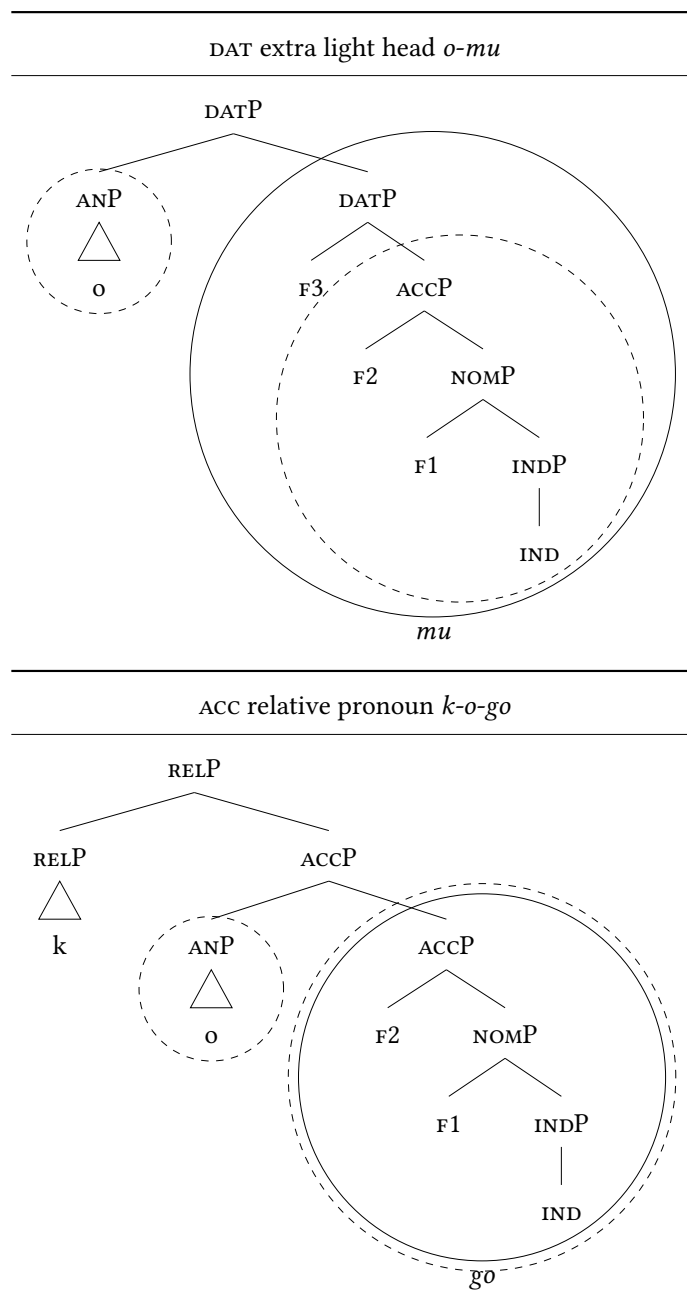 DAT extra light head o-mu
DATP
ANP DATP
o F3 ACCP
F2 NOMP
F1 INDP
IND
mu
ACC relative pronoun k-o-go
RELP
RELP ACCP
k ANP ACCP
o F2 NOMP
F1 INDP
IND
go